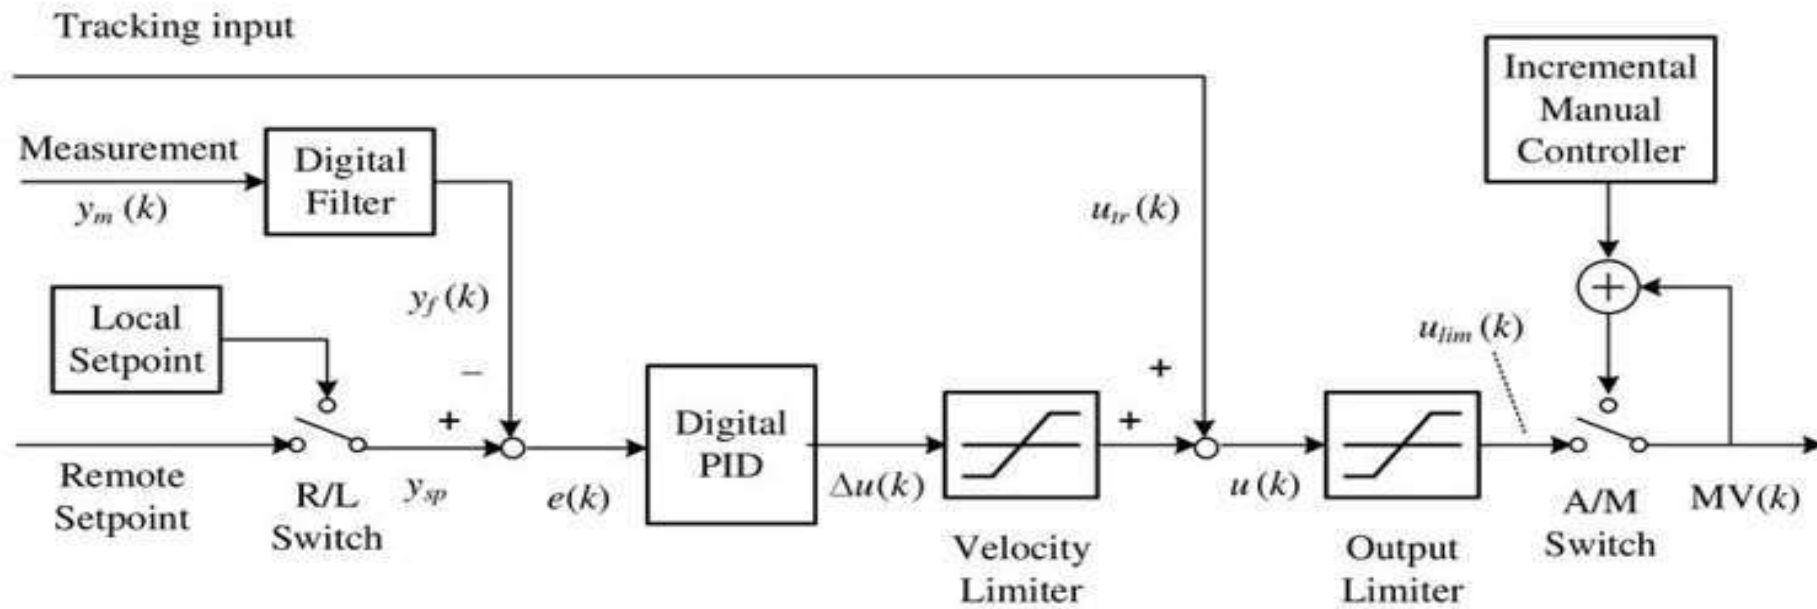 Tracking input
Incremental
Manual
Controller
Measurement
y_m (k)
Digital
Filter
u_tr (k)
+
Local
Setpoint
y_f (k)
u_lim (k)
−
+
Digital
PID
+
+
Remote
Setpoint
R/L
Switch
y_sp
e(k)
Δu(k)
Velocity
Limiter
u(k)
Output
Limiter
A/M
Switch
MV(k)